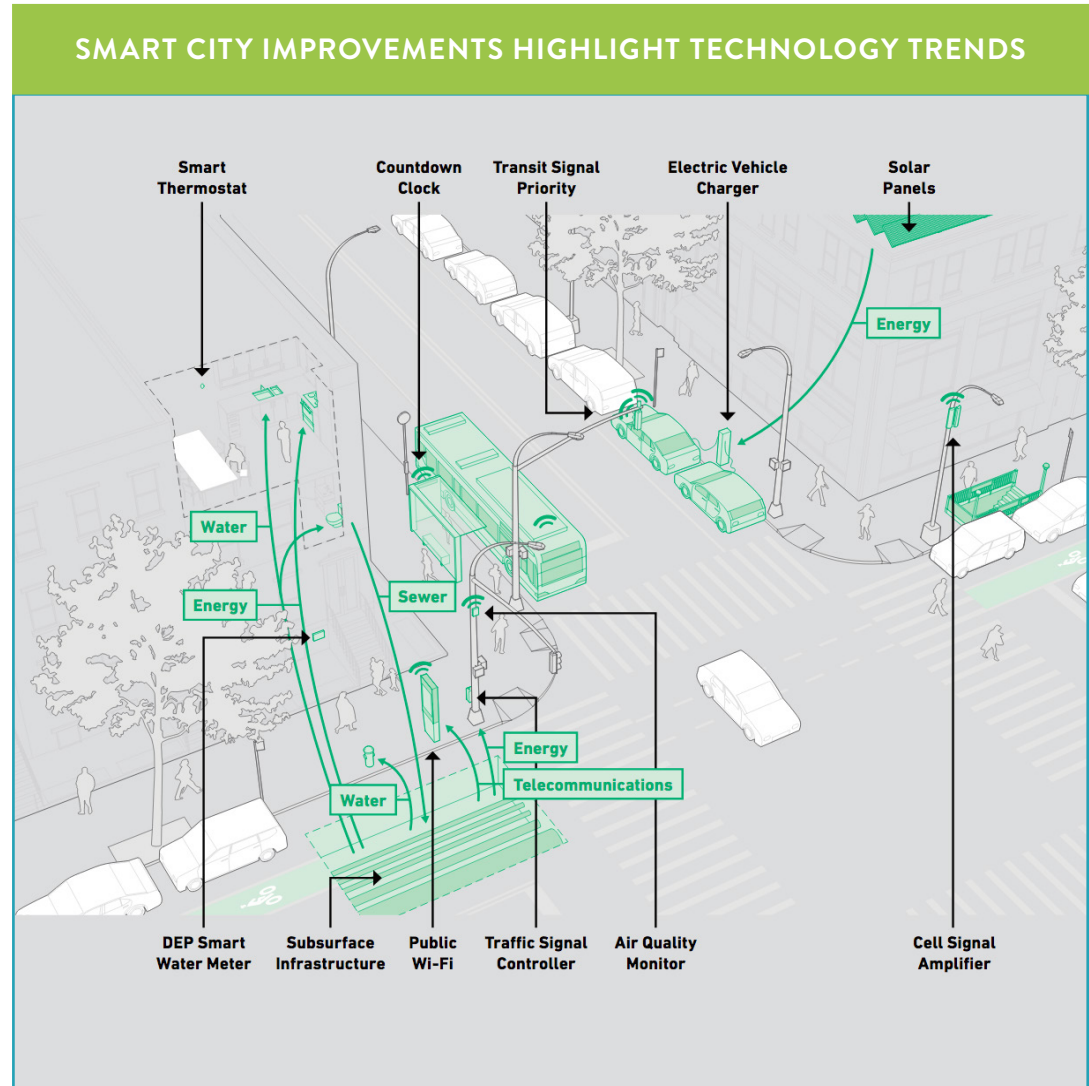 SMART CITY IMPROVEMENTS HIGHLIGHT TECHNOLOGY TRENDS
Smart
Thermostat
Countdown
Clock
Transit Signal
Priority
Electric Vehicle
Charger
Solar
Panels
Energy
Water
Energy
Sewer
Energy
Telecommunications
Water
DEP Smart
Water Meter
Subsurface
Infrastructure
Public
Wi-Fi
Traffic Signal
Controller
Air Quality
Monitor
Cell Signal
Amplifier